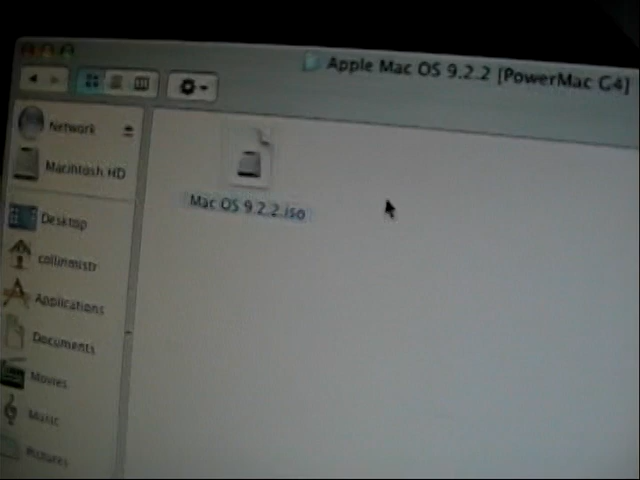 Apple Mac OS 9.2.2 [PowerMac G4]
Network
Macintosh HD
Mac OS 9.2.2.iso
Desktop
collinmistr
Applications
Documents
Movies
Music
Pictures